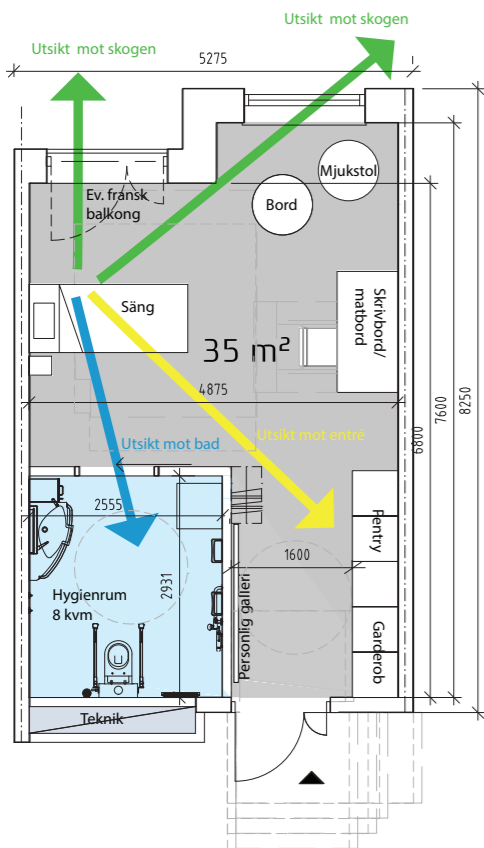 Utsikt mot skogen
Utsikt mot skogen
5275
Ev. fransk
balkong
Mjukstol
Bord
Säng
Skrivbord/
matbord
35 m²
4875
6800
7600
8250
Utsikt mot bad
Utsikt mot entré
2555
2931
1600
Hygienrum
8 kvm
Personlig galleri
Pentry
Garderob
Teknik